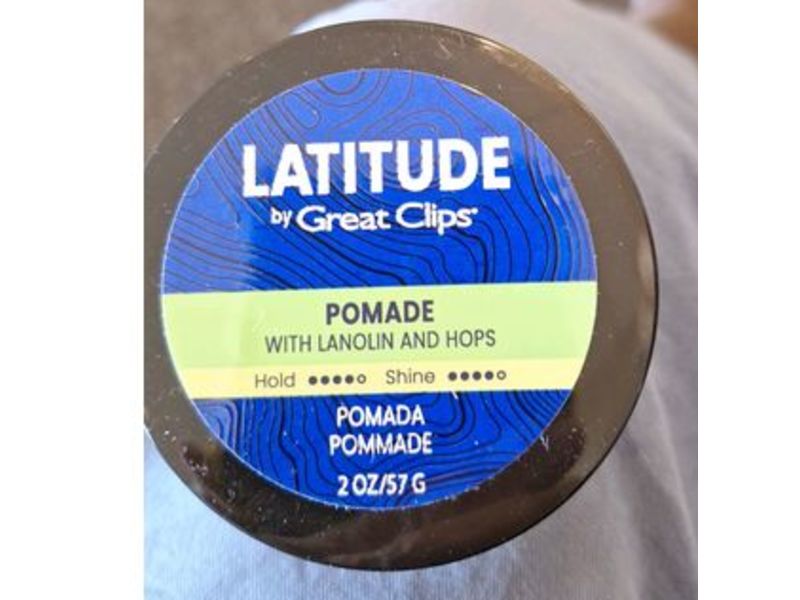 LATITUDE
by Great Clips®
POMADE
WITH LANOLIN AND HOPS
Hold ●●●●○ Shine ●●●●○
POMADA
POMMADE
2 OZ/57 G